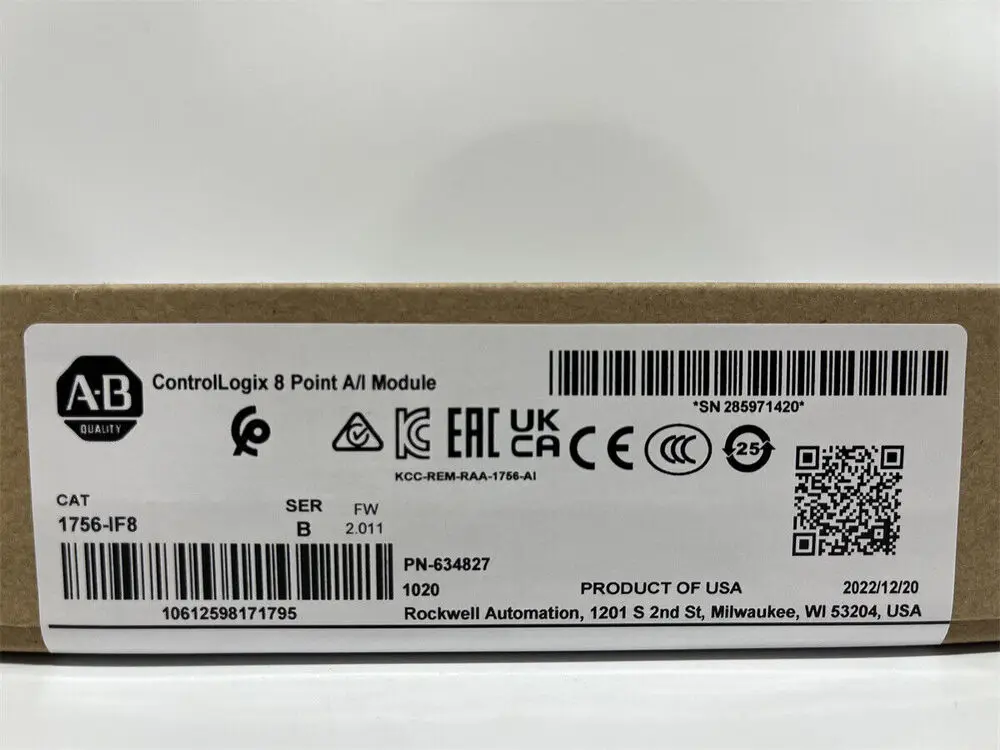 A-B
QUALITY
ControlLogix 8 Point A/I Module
*SN 285971420*
KC
EAC
UK
CA
CE
CCC
25
KCC-REM-RAA-1756-AI
CAT
1756-IF8
SER
B
FW
2.011
10612598171795
PN-634827
1020
PRODUCT OF USA
2022/12/20
Rockwell Automation, 1201 S 2nd St, Milwaukee, WI 53204, USA